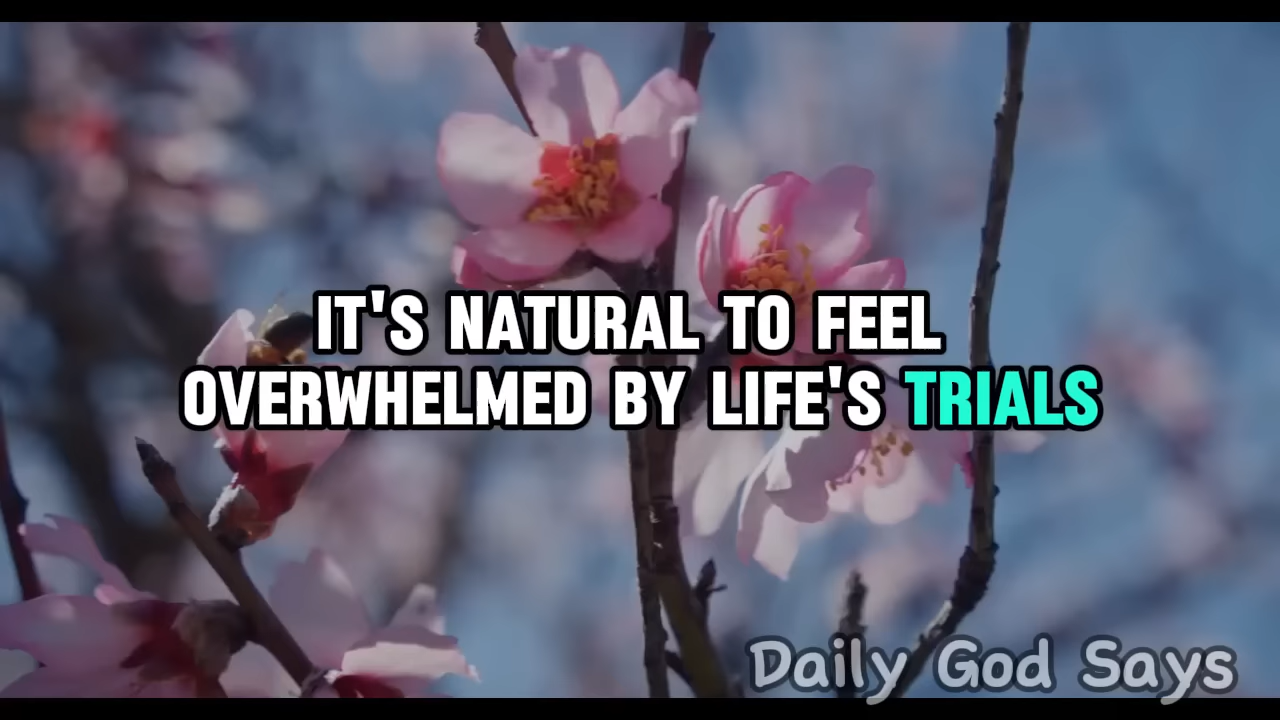 IT'S NATURAL TO FEEL
OVERWHELMED BY LIFE'S TRIALS
Daily God Says